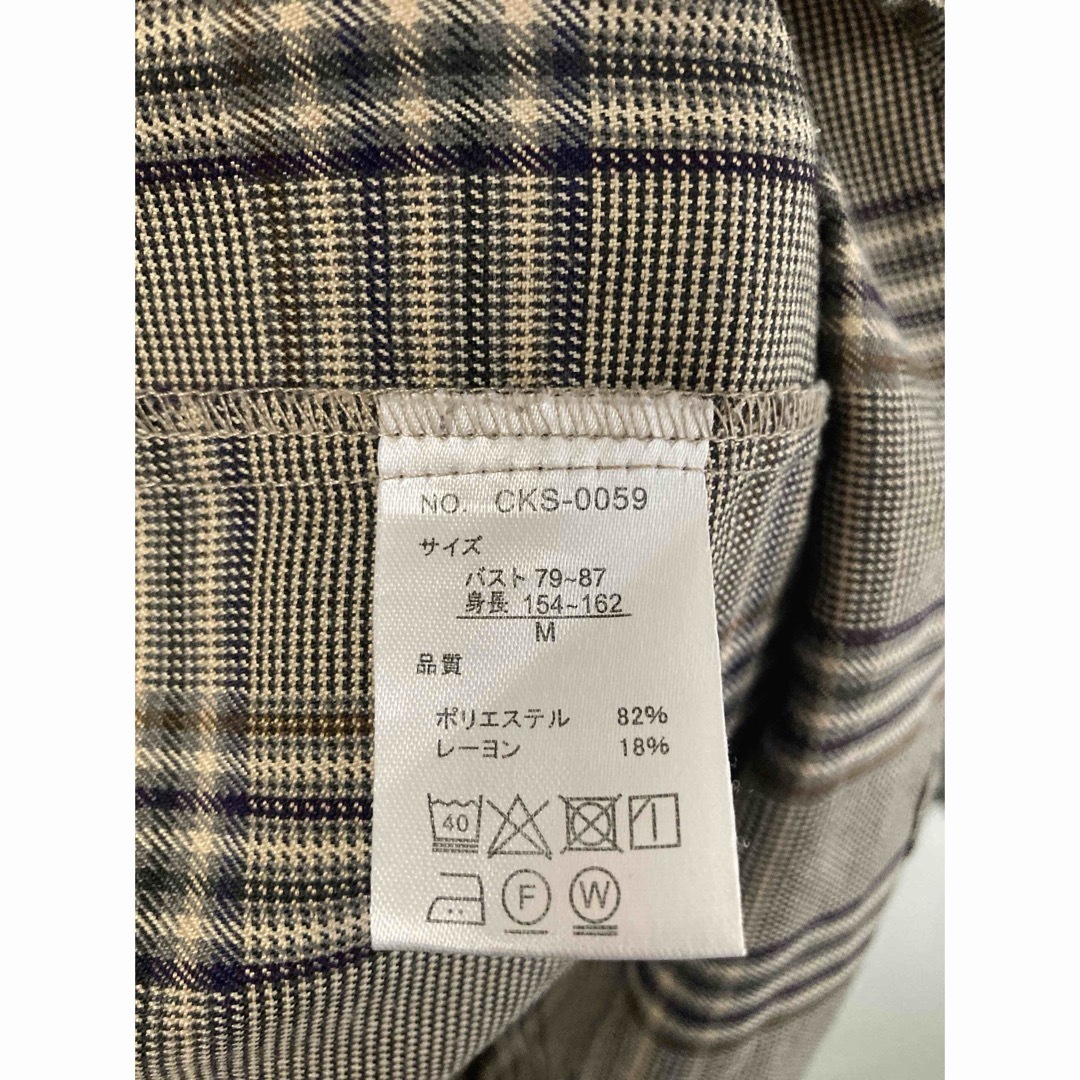 NO. CKS-0059
サイズ
バスト 79~87
身長 154~162
M
品質
ポリエステル 82%
レーヨン 18%
40
F W